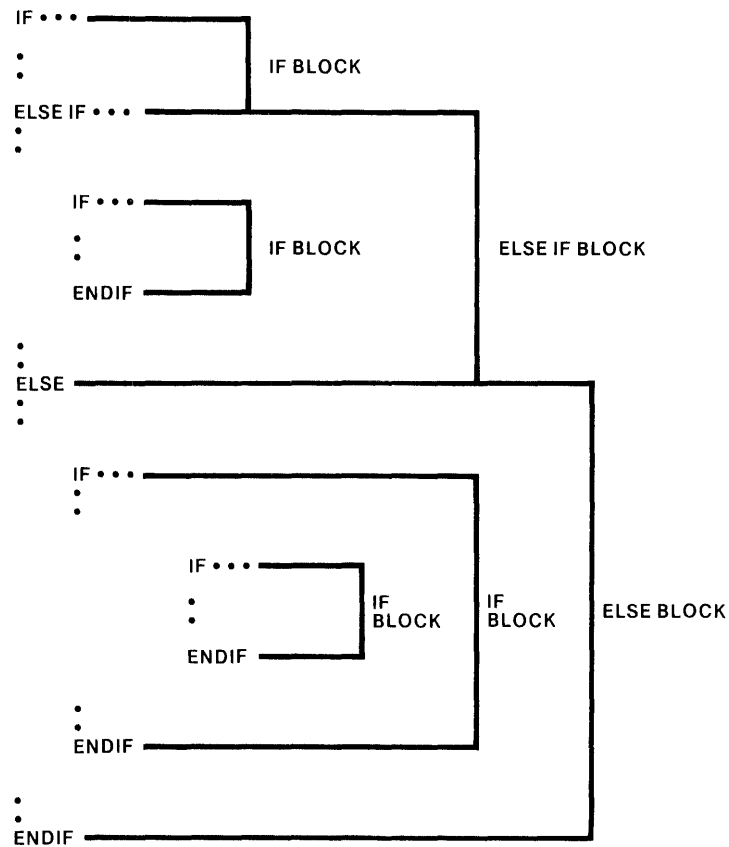 IF •••
IF BLOCK
ELSE IF •••
IF •••
IF BLOCK
ELSE IF BLOCK
ENDIF
ELSE
IF •••
IF •••
IF
BLOCK
IF
BLOCK
ELSE BLOCK
ENDIF
ENDIF
ENDIF